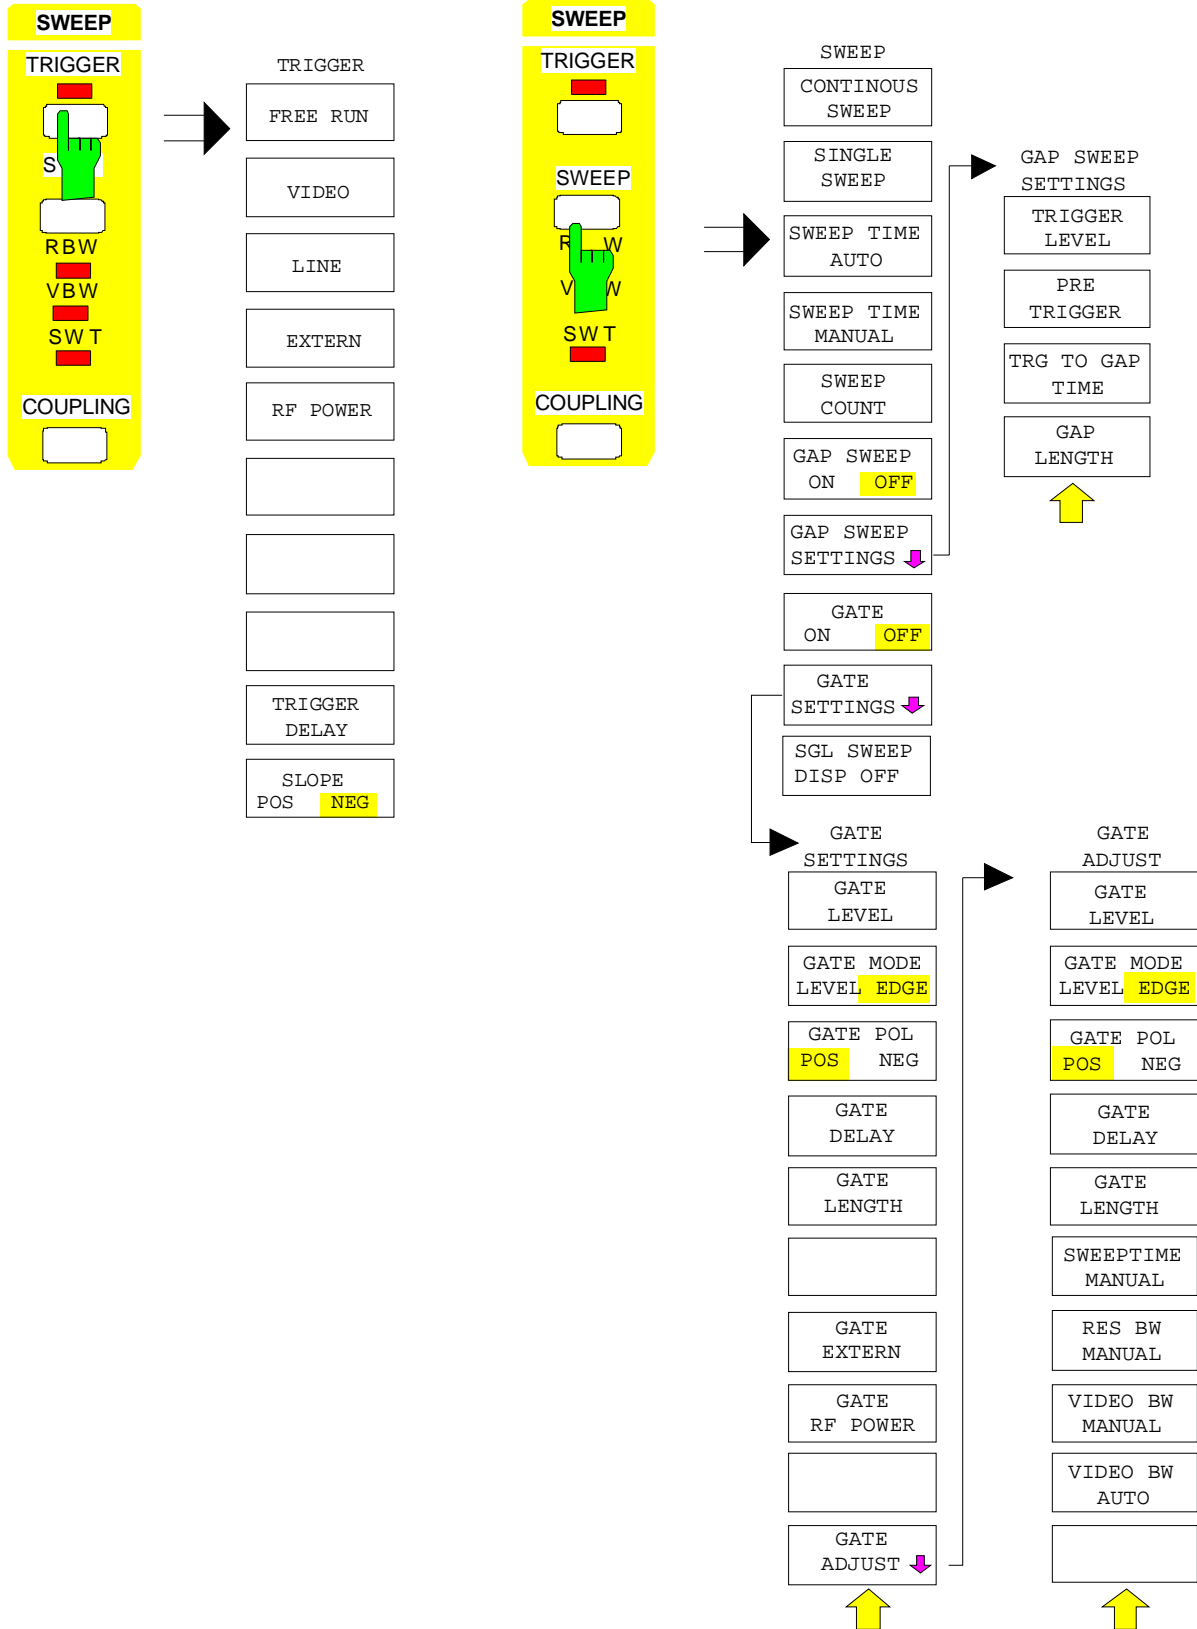 SWEEP
TRIGGER
S
RBW
VBW
SWT
COUPLING
TRIGGER
FREE RUN
VIDEO
LINE
EXTERN
RF POWER
TRIGGER
DELAY
SLOPE
POS NEG
SWEEP
TRIGGER
SWEEP
R W
V W
SWT
COUPLING
SWEEP
CONTINOUS
SWEEP
SINGLE
SWEEP
SWEEP TIME
AUTO
SWEEP TIME
MANUAL
SWEEP
COUNT
GAP SWEEP
ON OFF
GAP SWEEP
SETTINGS
GATE
ON OFF
GATE
SETTINGS
SGL SWEEP
DISP OFF
GAP SWEEP
SETTINGS
TRIGGER
LEVEL
PRE
TRIGGER
TRG TO GAP
TIME
GAP
LENGTH
GATE
SETTINGS
GATE
LEVEL
GATE MODE
LEVEL EDGE
GATE POL
POS NEG
GATE
DELAY
GATE
LENGTH
GATE
EXTERN
GATE
RF POWER
GATE
ADJUST
GATE
ADJUST
GATE
LEVEL
GATE MODE
LEVEL EDGE
GATE POL
POS NEG
GATE
DELAY
GATE
LENGTH
SWEEPTIME
MANUAL
RES BW
MANUAL
VIDEO BW
MANUAL
VIDEO BW
AUTO